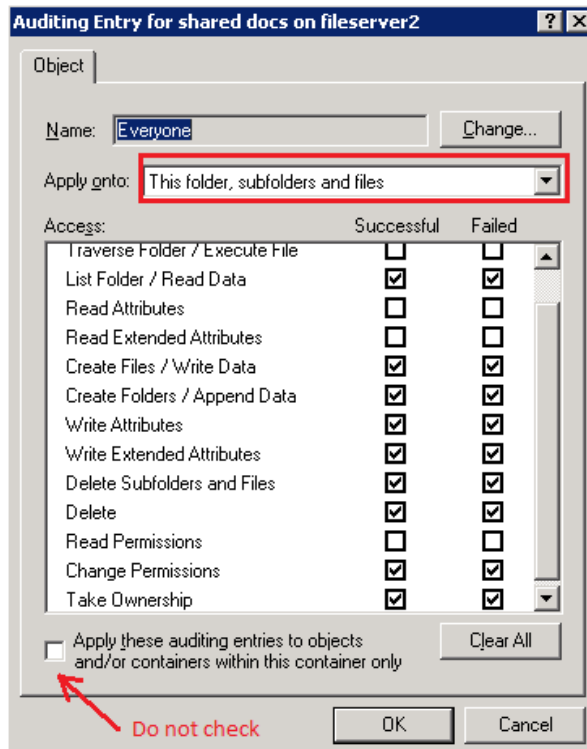 Auditing Entry for shared docs on fileserver2
Object
Name: Everyone Change...
Apply onto: This folder, subfolders and files
Access: Successful Failed
Traverse Folder / Execute File
List Folder / Read Data
Read Attributes
Read Extended Attributes
Create Files / Write Data
Create Folders / Append Data
Write Attributes
Write Extended Attributes
Delete Subfolders and Files
Delete
Read Permissions
Change Permissions
Take Ownership
Apply these auditing entries to objects
and/or containers within this container only
Clear All
Do not check
OK Cancel